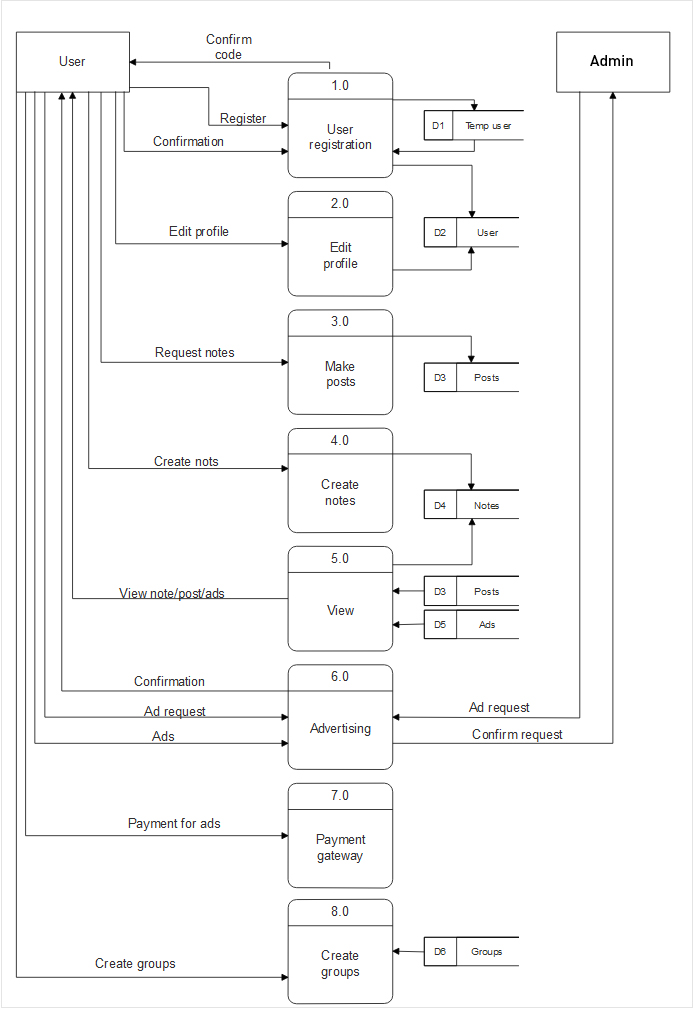 Confirm
code
User
Admin
1.0
Register
D1 Temp user
User
registration
Confirmation
2.0
Edit profile
D2 User
Edit
profile
3.0
Request notes
Make
posts
D3 Posts
4.0
Create nots
Create
notes
D4 Notes
5.0
View note/post/ads
D3 Posts
View
D5 Ads
6.0
Confirmation
Ad request
Ad request
Advertising
Ads
Confirm request
7.0
Payment for ads
Payment
gateway
8.0
Create groups
Create
groups
D6 Groups